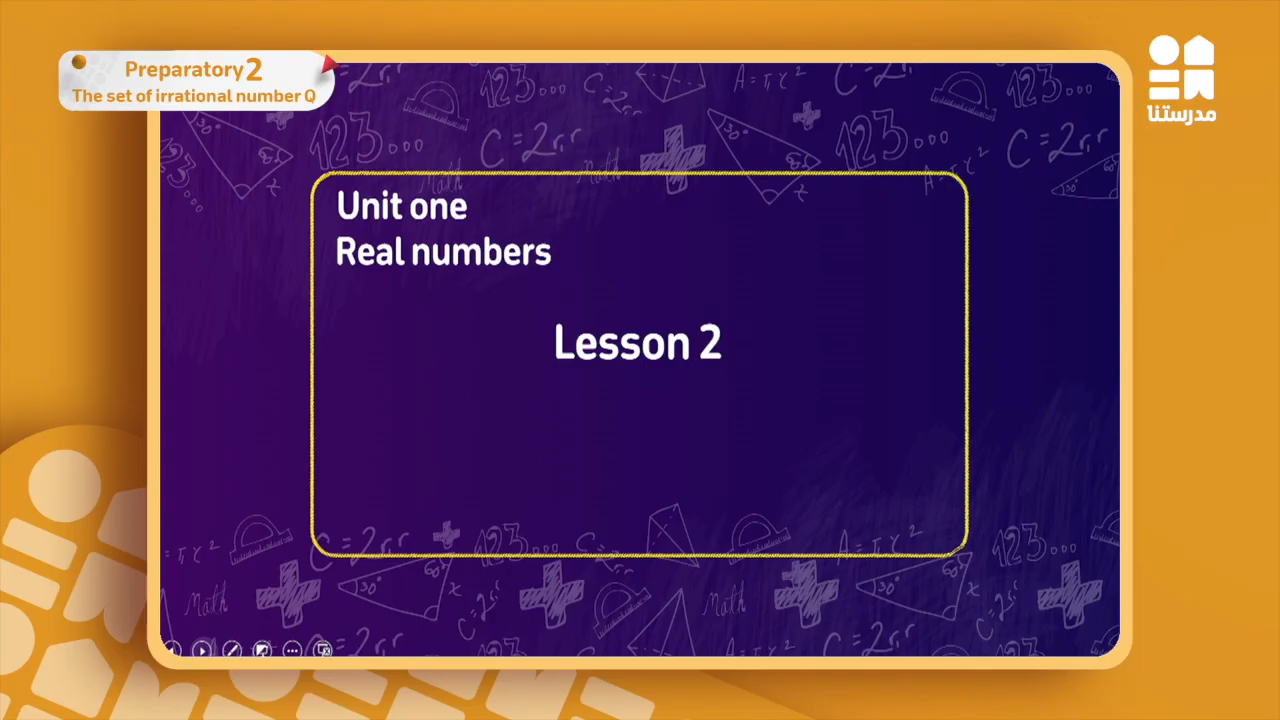 Preparatory 2
The set of irrational number Q
مدرستنا
Unit one
Real numbers
Lesson 2